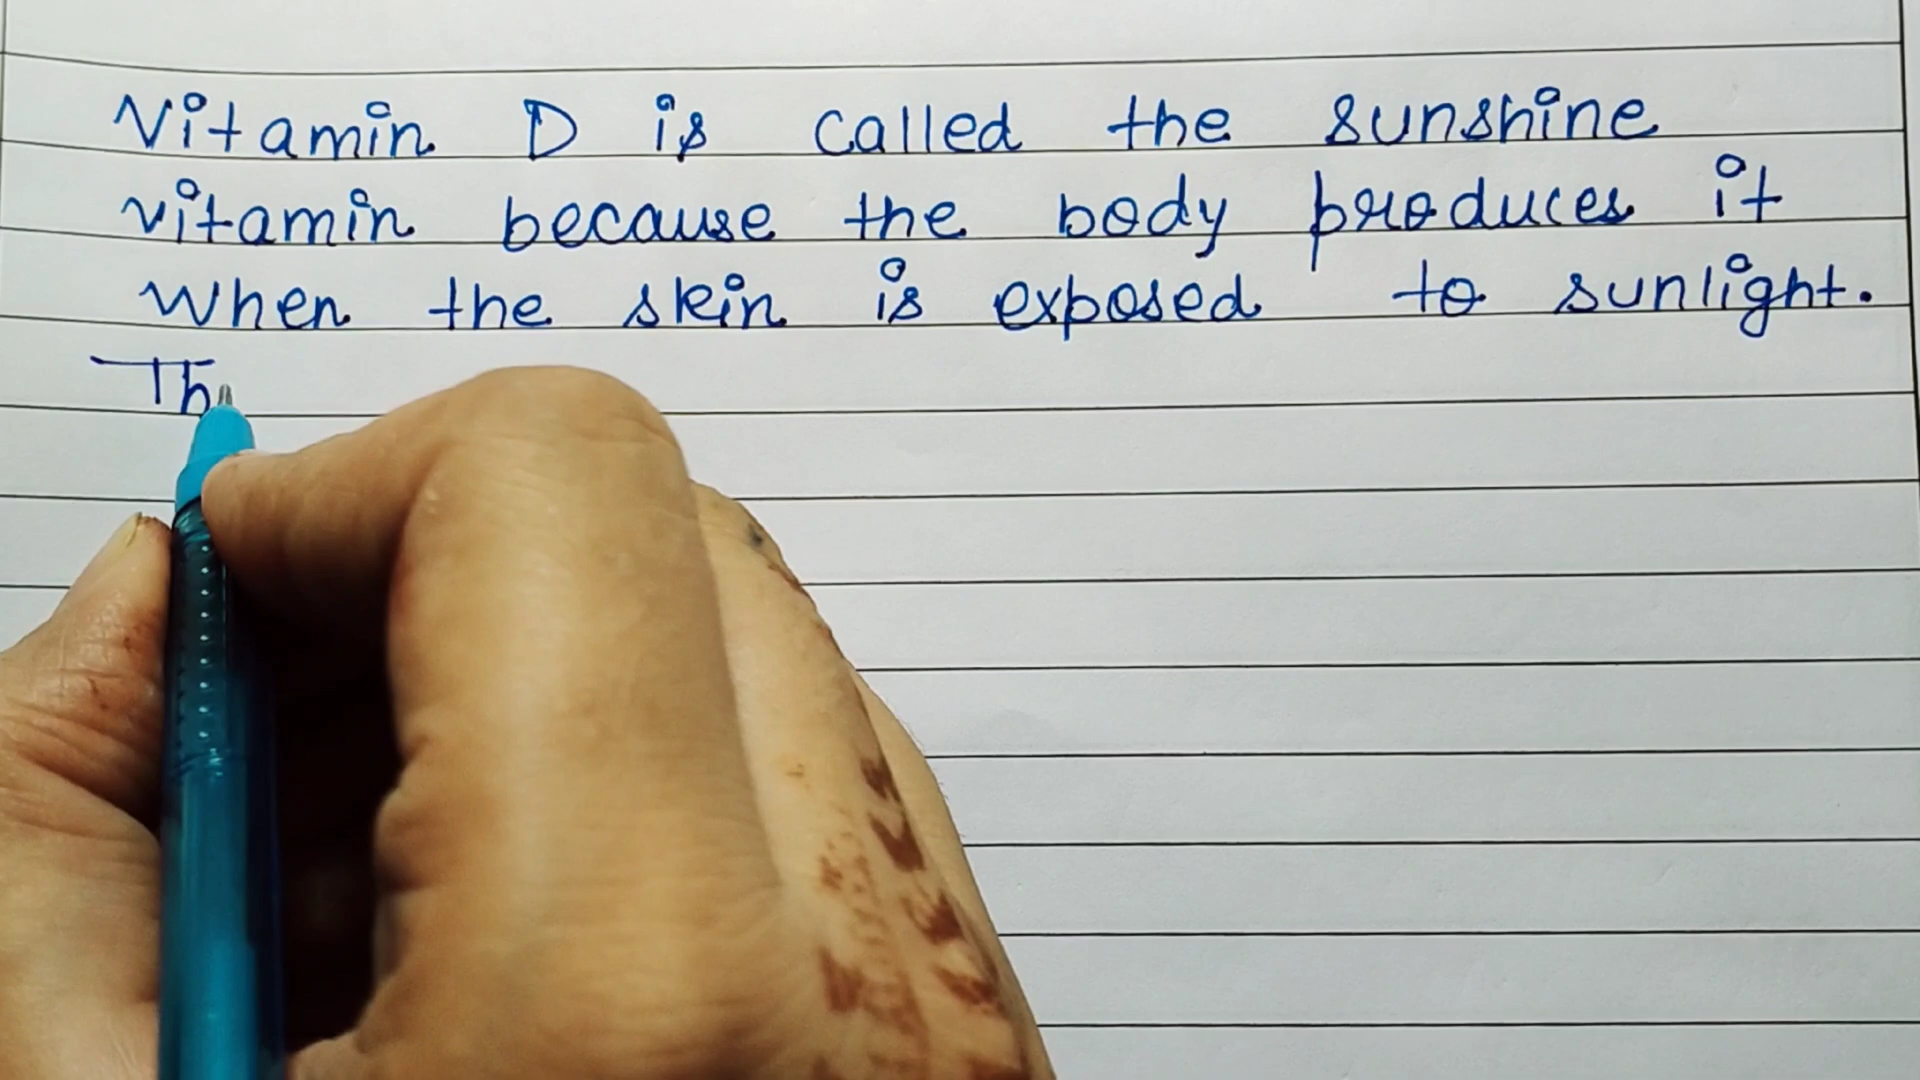 Vitamin D is called the sunshine
vitamin because the body produces it
when the skin is exposed to sunlight.
Th